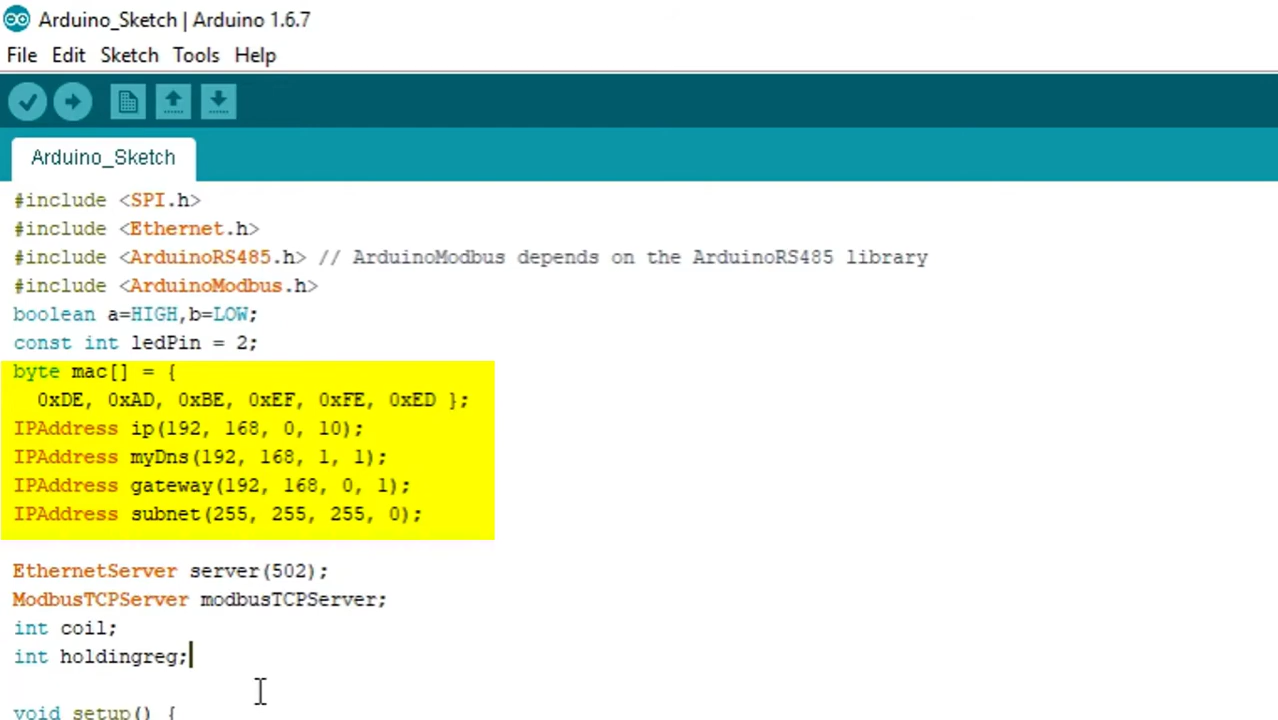 Arduino_Sketch | Arduino 1.6.7
File Edit Sketch Tools Help
Arduino_Sketch
#include <SPI.h>
#include <Ethernet.h>
#include <ArduinoRS485.h> // ArduinoModbus depends on the ArduinoRS485 library
#include <ArduinoModbus.h>
boolean a=HIGH,b=LOW;
const int ledPin = 2;
byte mac[] = {
  0xDE, 0xAD, 0xBE, 0xEF, 0xFE, 0xED };
IPAddress ip(192, 168, 0, 10);
IPAddress myDns(192, 168, 1, 1);
IPAddress gateway(192, 168, 0, 1);
IPAddress subnet(255, 255, 255, 0);
EthernetServer server(502);
ModbusTCPServer modbusTCPServer;
int coil;
int holdingreg;
void setup() {